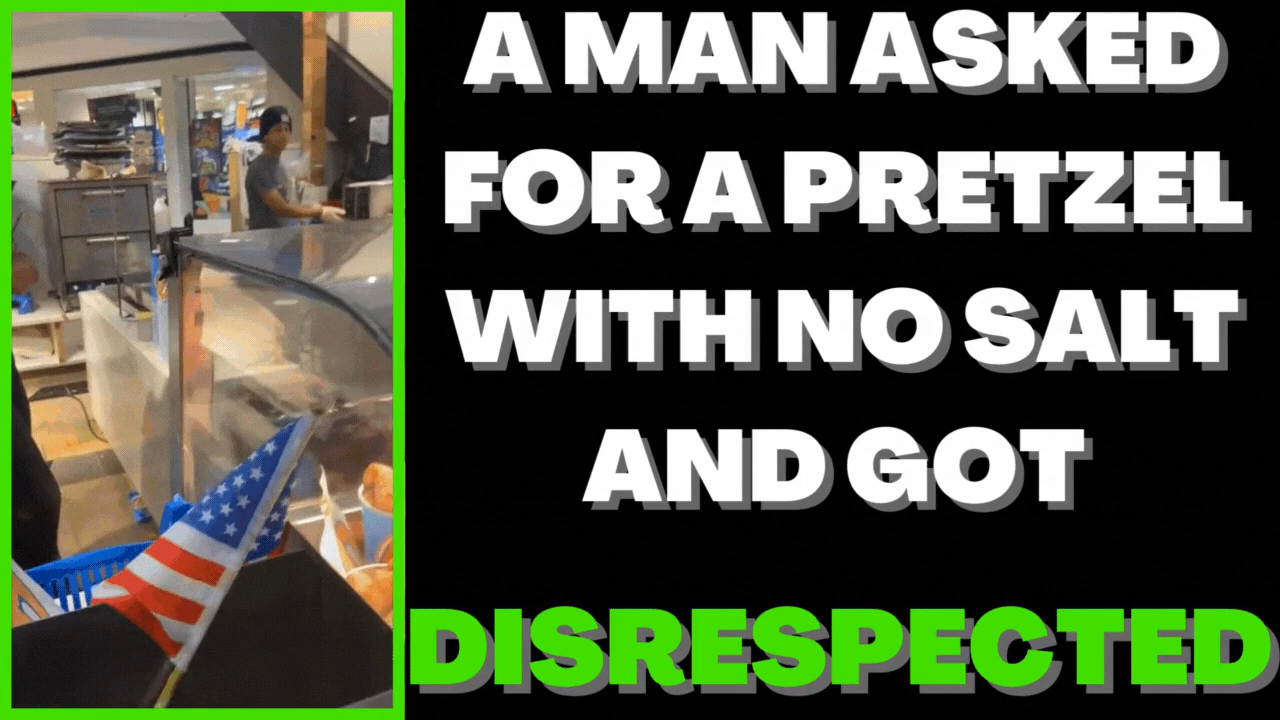 A MAN ASKED
FOR A PRETZEL
WITH NO SALT
AND GOT
DISRESPECTED